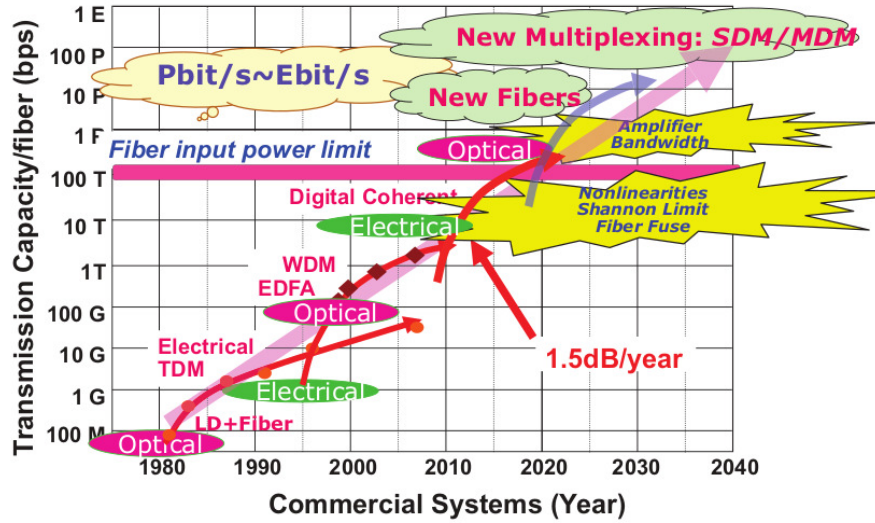 Transmission Capacity/fiber (bps)
1 E
100 P
10 P
1 P
100 T
10 T
1T
100 G
10 G
1 G
100 M
New Multiplexing: SDM/MDM
Pbit/s~Ebit/s
New Fibers
Amplifier
Bandwidth
Fiber input power limit
Optical
Nonlinearities
Shannon Limit
Fiber Fuse
Digital Coherent
Electrical
WDM
EDFA
Optical
Electrical
TDM
1.5dB/year
Electrical
LD+Fiber
Optical
1980 1990 2000 2010 2020 2030 2040
Commercial Systems (Year)